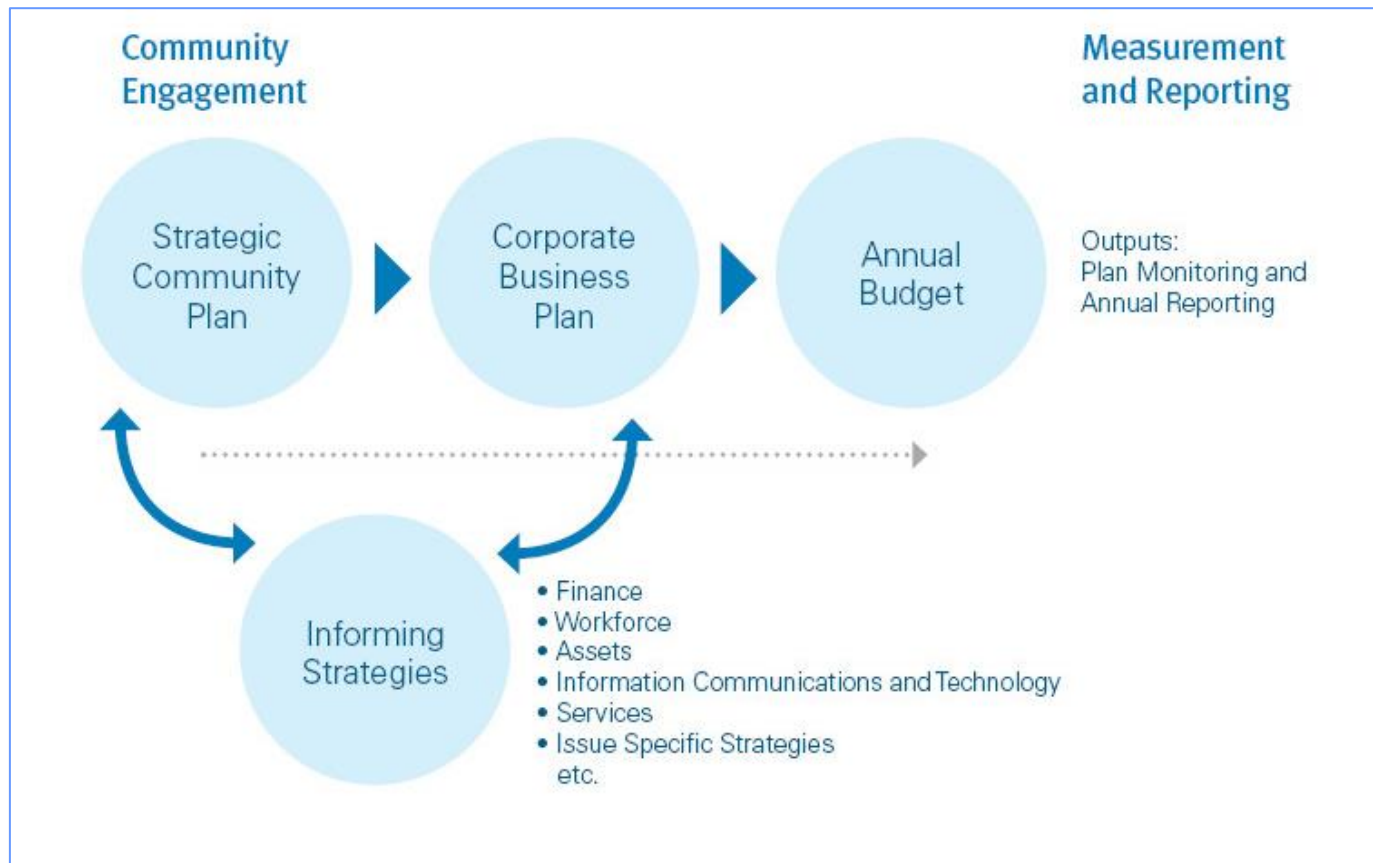 Community
Engagement
Measurement
and Reporting
Strategic
Community
Plan
Corporate
Business
Plan
Annual
Budget
Outputs:
Plan Monitoring and
Annual Reporting
Informing
Strategies
• Finance
• Workforce
• Assets
• Information Communications and Technology
• Services
• Issue Specific Strategies
etc.